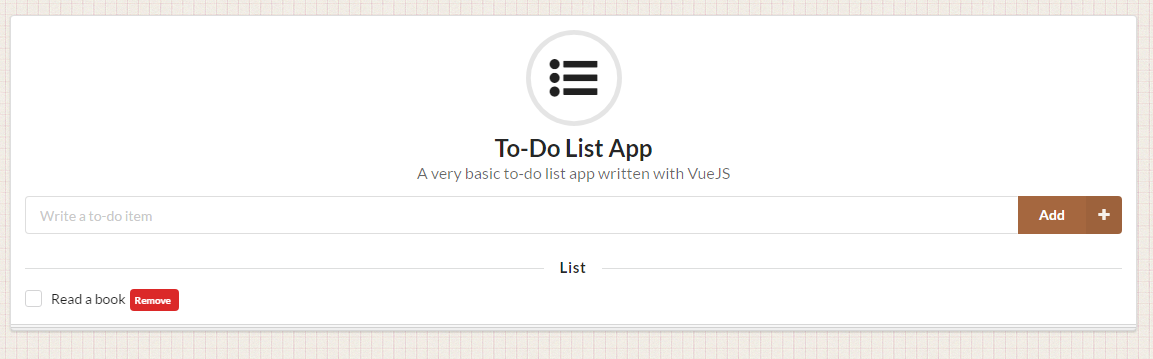 To-Do List App
A very basic to-do list app written with VueJS
Write a to-do item
Add
List
Read a book Remove